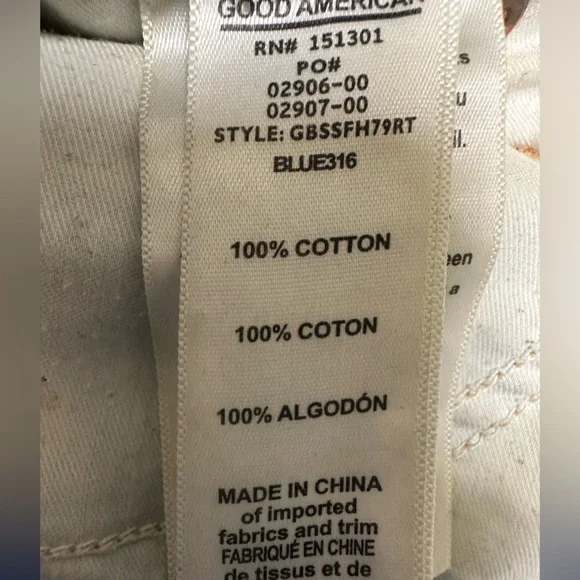 GOOD AMERICAN
RN# 151301
PO#
02906-00
02907-00
STYLE: GBSSFH79RT
BLUE316
100% COTTON
100% COTON
100% ALGODÓN
MADE IN CHINA
of imported
fabrics and trim
FABRIQUÉ EN CHINE
de tissus et de